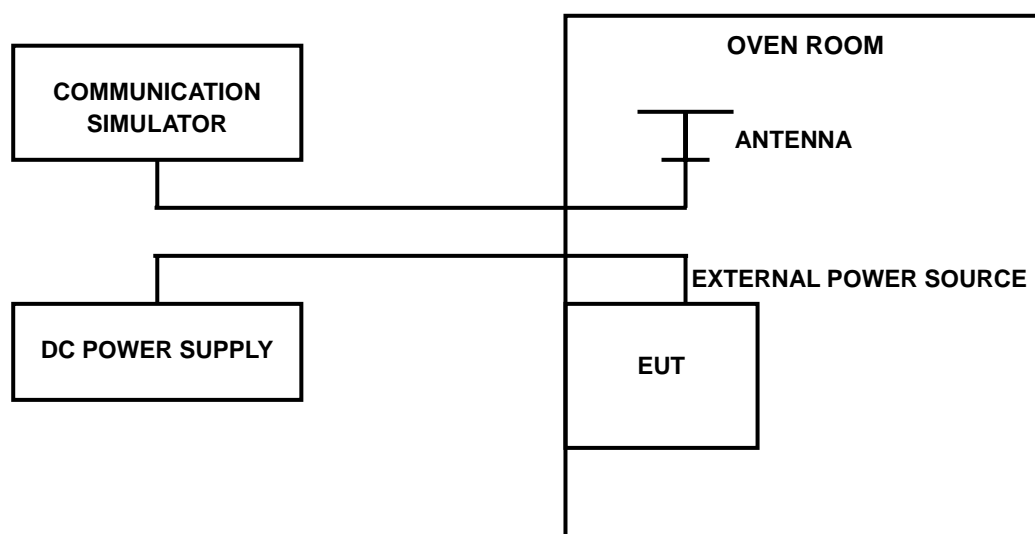 OVEN ROOM
COMMUNICATION
SIMULATOR
ANTENNA
EXTERNAL POWER SOURCE
DC POWER SUPPLY
EUT